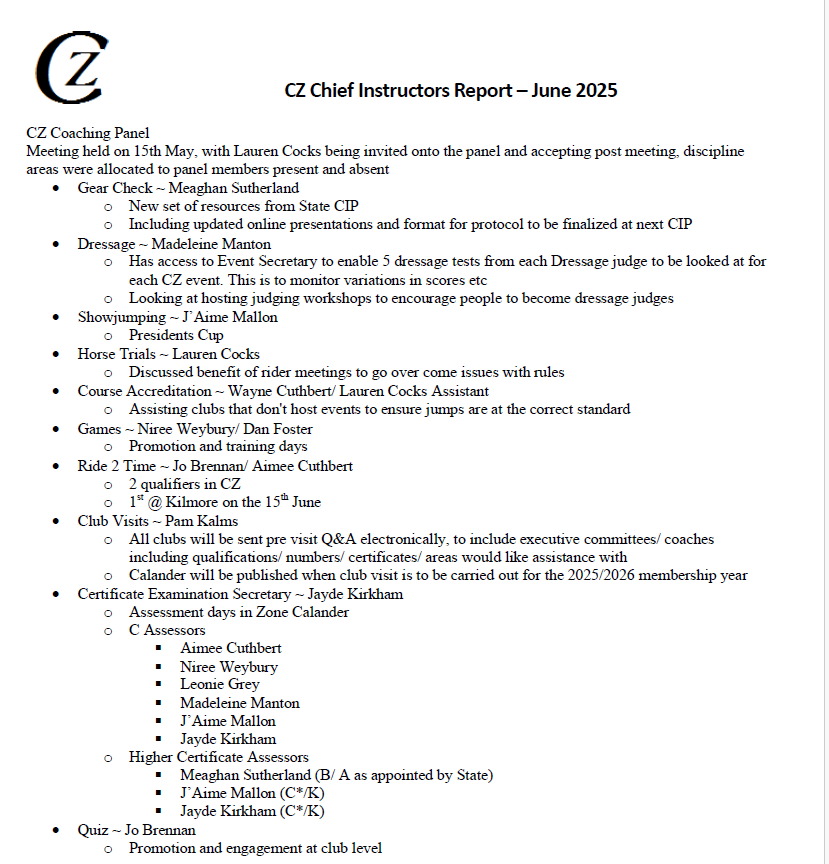 CZ
CZ Chief Instructors Report – June 2025
CZ Coaching Panel
Meeting held on 15th May, with Lauren Cocks being invited onto the panel and accepting post meeting, discipline
areas were allocated to panel members present and absent
• Gear Check ~ Meaghan Sutherland
o New set of resources from State CIP
o Including updated online presentations and format for protocol to be finalized at next CIP
• Dressage ~ Madeleine Manton
o Has access to Event Secretary to enable 5 dressage tests from each Dressage judge to be looked at for
each CZ event. This is to monitor variations in scores etc
o Looking at hosting judging workshops to encourage people to become dressage judges
• Showjumping ~ J’Aime Mallon
o Presidents Cup
• Horse Trials ~ Lauren Cocks
o Discussed benefit of rider meetings to go over come issues with rules
• Course Accreditation ~ Wayne Cuthbert/ Lauren Cocks Assistant
o Assisting clubs that don't host events to ensure jumps are at the correct standard
• Games ~ Niree Weybury/ Dan Foster
o Promotion and training days
• Ride 2 Time ~ Jo Brennan/ Aimee Cuthbert
o 2 qualifiers in CZ
o 1st @ Kilmore on the 15th June
• Club Visits ~ Pam Kalms
o All clubs will be sent pre visit Q&A electronically, to include executive committees/ coaches
including qualifications/ numbers/ certificates/ areas would like assistance with
o Calander will be published when club visit is to be carried out for the 2025/2026 membership year
• Certificate Examination Secretary ~ Jayde Kirkham
o Assessment days in Zone Calander
o C Assessors
▪ Aimee Cuthbert
▪ Niree Weybury
▪ Leonie Grey
▪ Madeleine Manton
▪ J’Aime Mallon
▪ Jayde Kirkham
o Higher Certificate Assessors
▪ Meaghan Sutherland (B/ A as appointed by State)
▪ J’Aime Mallon (C*/K)
▪ Jayde Kirkham (C*/K)
• Quiz ~ Jo Brennan
o Promotion and engagement at club level